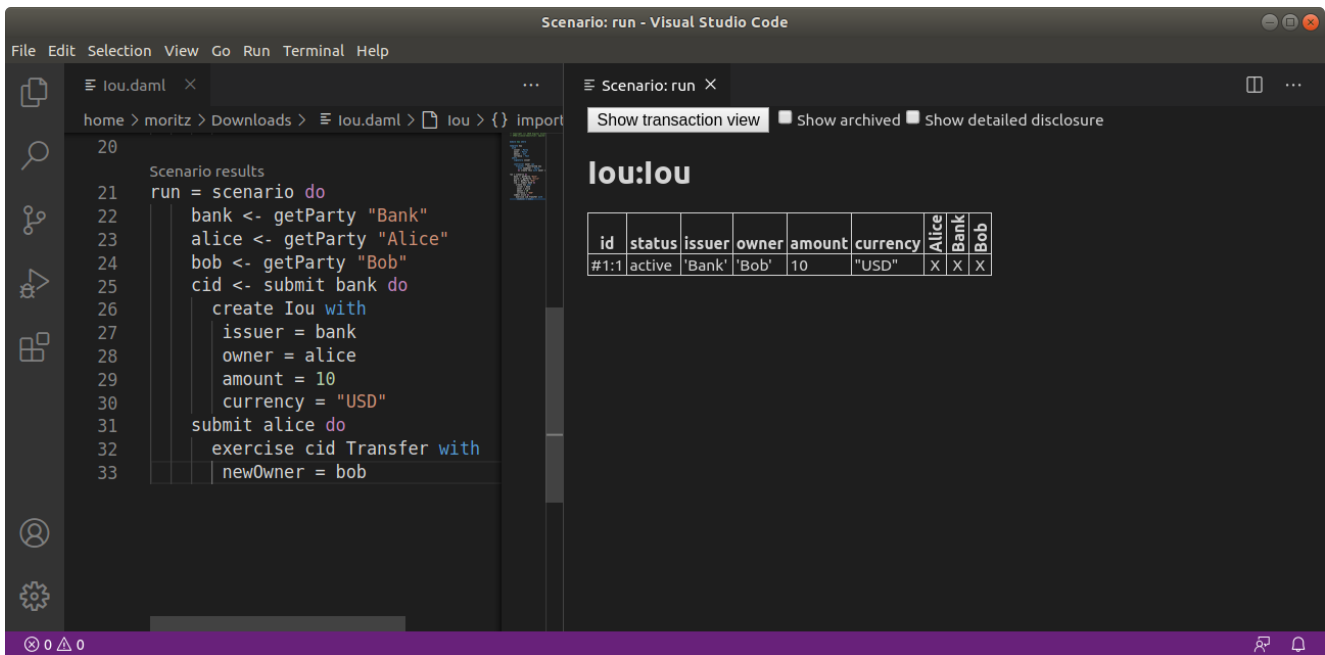 Scenario: run - Visual Studio Code
File Edit Selection View Go Run Terminal Help
Iou.daml
home > moritz > Downloads > Iou.daml > Iou > {} import
20
Scenario results
21 run = scenario do
22 bank <- getParty "Bank"
23 alice <- getParty "Alice"
24 bob <- getParty "Bob"
25 cid <- submit bank do
26 create Iou with
27 issuer = bank
28 owner = alice
29 amount = 10
30 currency = "USD"
31 submit alice do
32 exercise cid Transfer with
33 newOwner = bob
Scenario: run
Show transaction view Show archived Show detailed disclosure
Iou:Iou
id status issuer owner amount currency Alice Bank Bob
#1:1 active 'Bank' 'Bob' 10 "USD" X X X
0 0